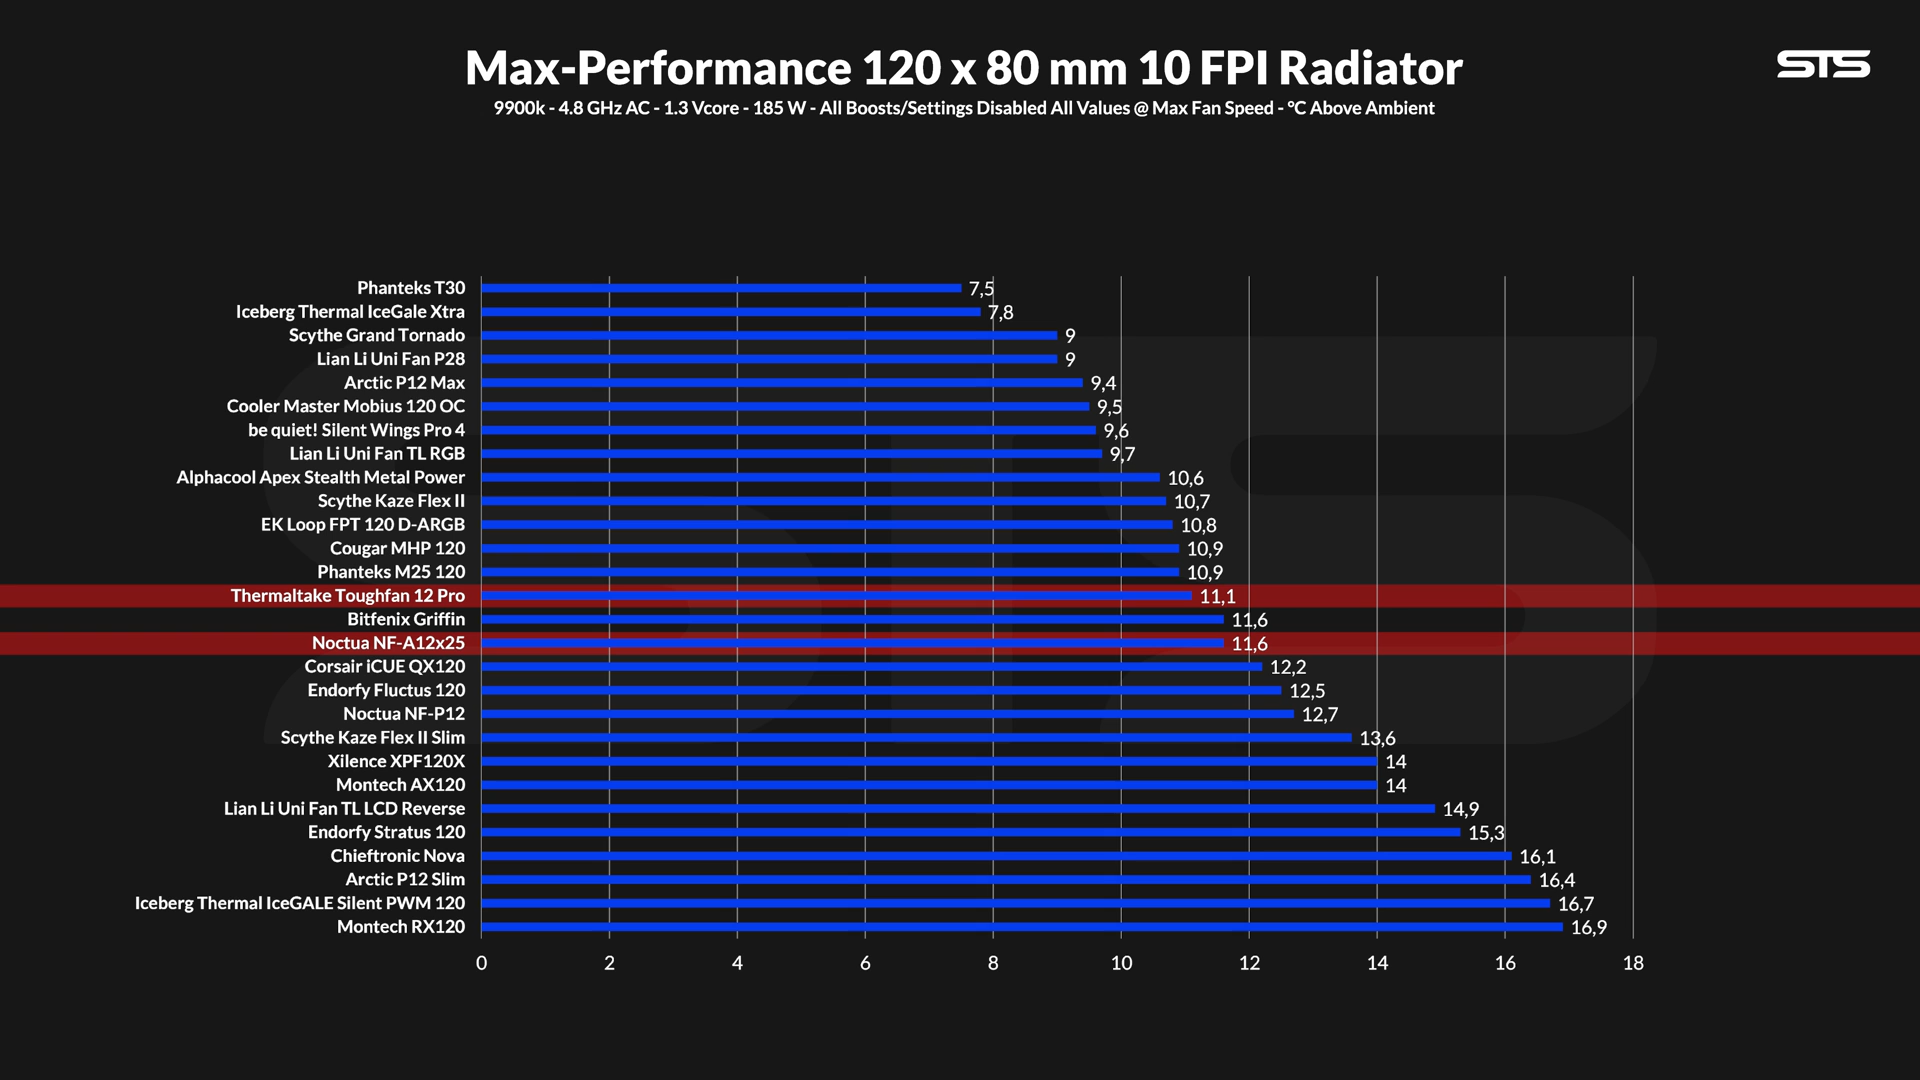 Max-Performance 120 x 80 mm 10 FPI Radiator
STS
9900k - 4.8 GHz AC - 1.3 Vcore - 185 W - All Boosts/Settings Disabled All Values @ Max Fan Speed - °C Above Ambient
Phanteks T30 7,5
Iceberg Thermal IceGale Xtra 7,8
Scythe Grand Tornado 9
Lian Li Uni Fan P28 9
Arctic P12 Max 9,4
Cooler Master Mobius 120 OC 9,5
be quiet! Silent Wings Pro 4 9,6
Lian Li Uni Fan TL RGB 9,7
Alphacool Apex Stealth Metal Power 10,6
Scythe Kaze Flex II 10,7
EK Loop FPT 120 D-ARGB 10,8
Cougar MHP 120 10,9
Phanteks M25 120 10,9
Thermaltake Toughfan 12 Pro 11,1
Bitfenix Griffin 11,6
Noctua NF-A12x25 11,6
Corsair iCUE QX120 12,2
Endorfy Fluctus 120 12,5
Noctua NF-P12 12,7
Scythe Kaze Flex II Slim 13,6
Xilence XPF120X 14
Montech AX120 14
Lian Li Uni Fan TL LCD Reverse 14,9
Endorfy Stratus 120 15,3
Chieftronic Nova 16,1
Arctic P12 Slim 16,4
Iceberg Thermal IceGALE Silent PWM 120 16,7
Montech RX120 16,9
0 2 4 6 8 10 12 14 16 18